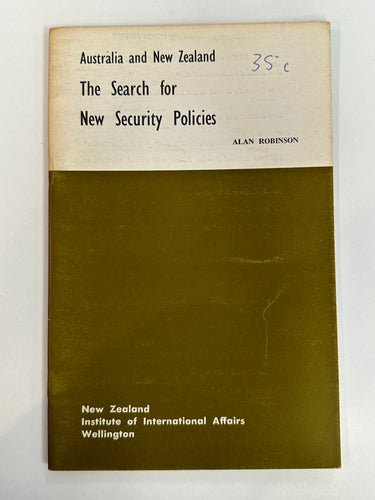 Australia and New Zealand
35 c
The Search for
New Security Policies
ALAN ROBINSON
New Zealand
Institute of International Affairs
Wellington